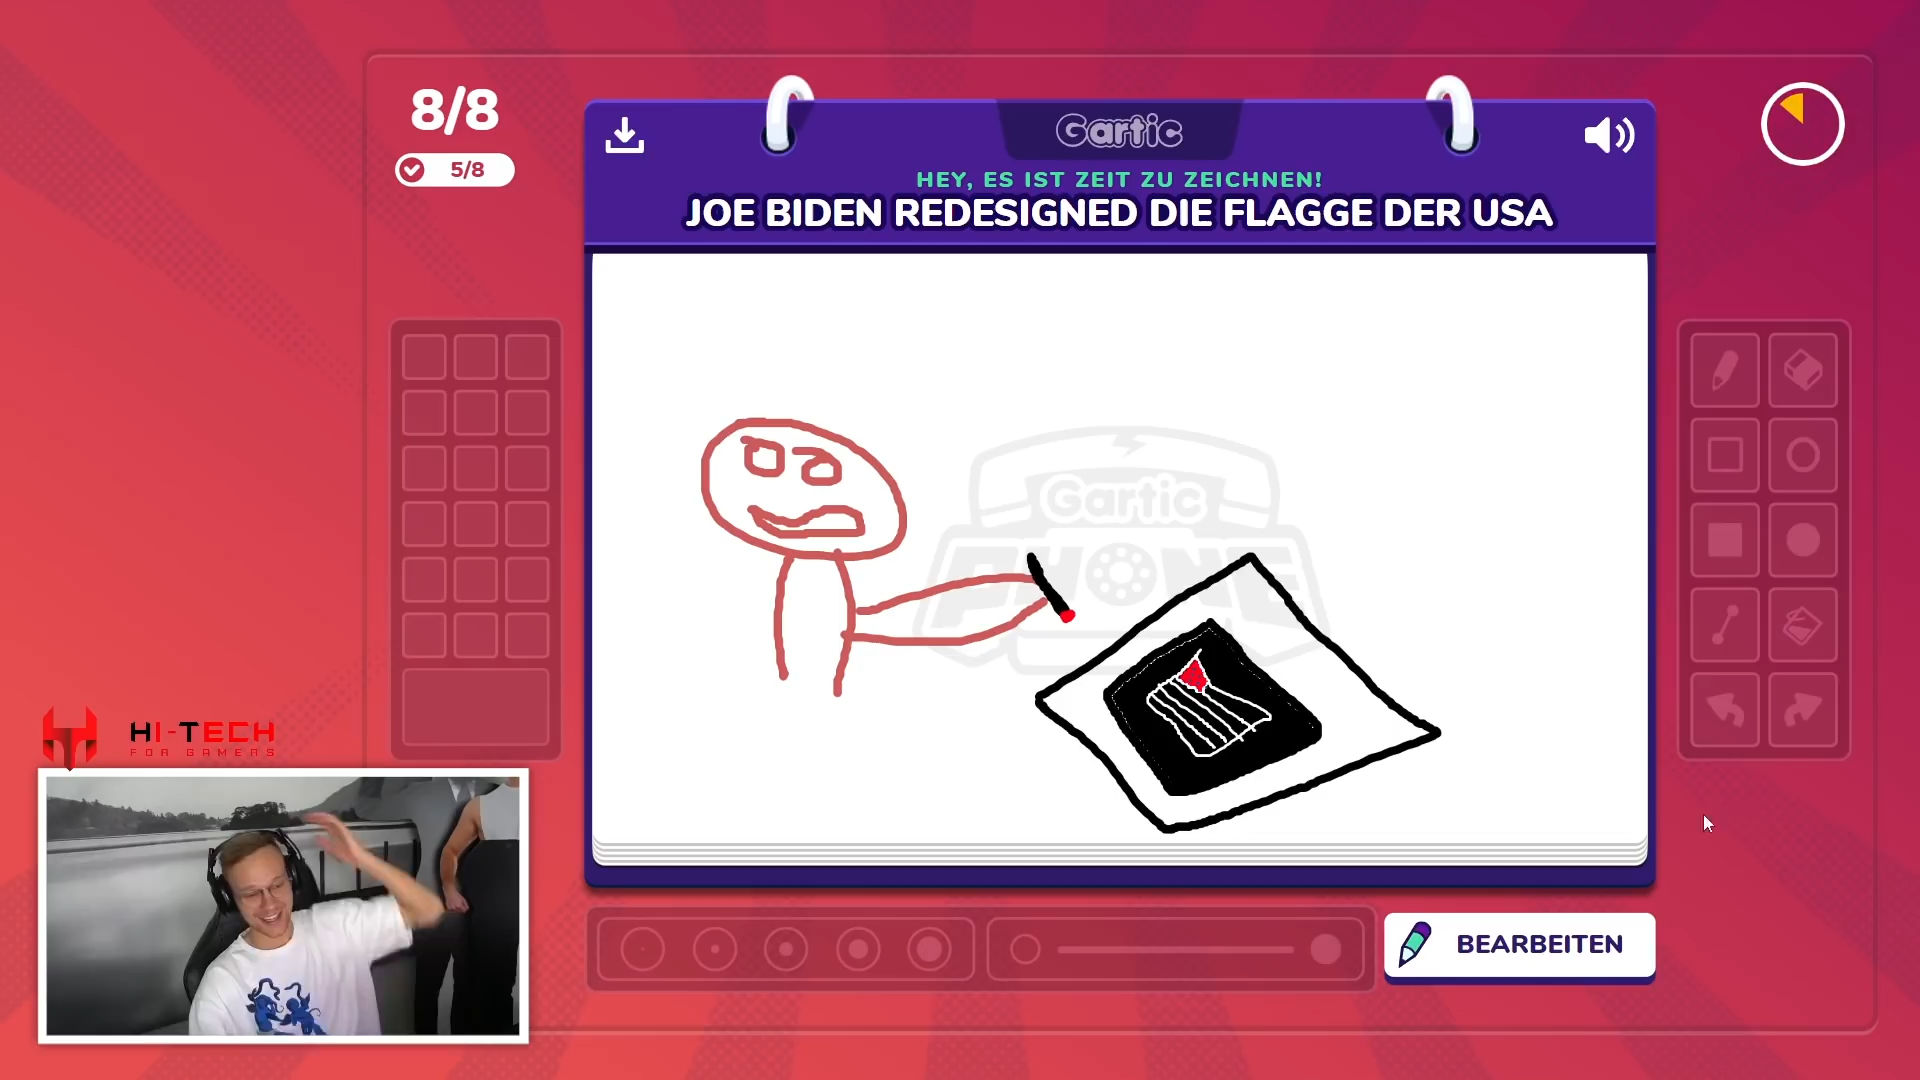 8/8
5/8
Gartic
HEY, ES IST ZEIT ZU ZEICHNEN!
JOE BIDEN REDESIGNED DIE FLAGGE DER USA
Gartic
PHONE
HI-TECH
FOR GAMERS
BEARBEITEN